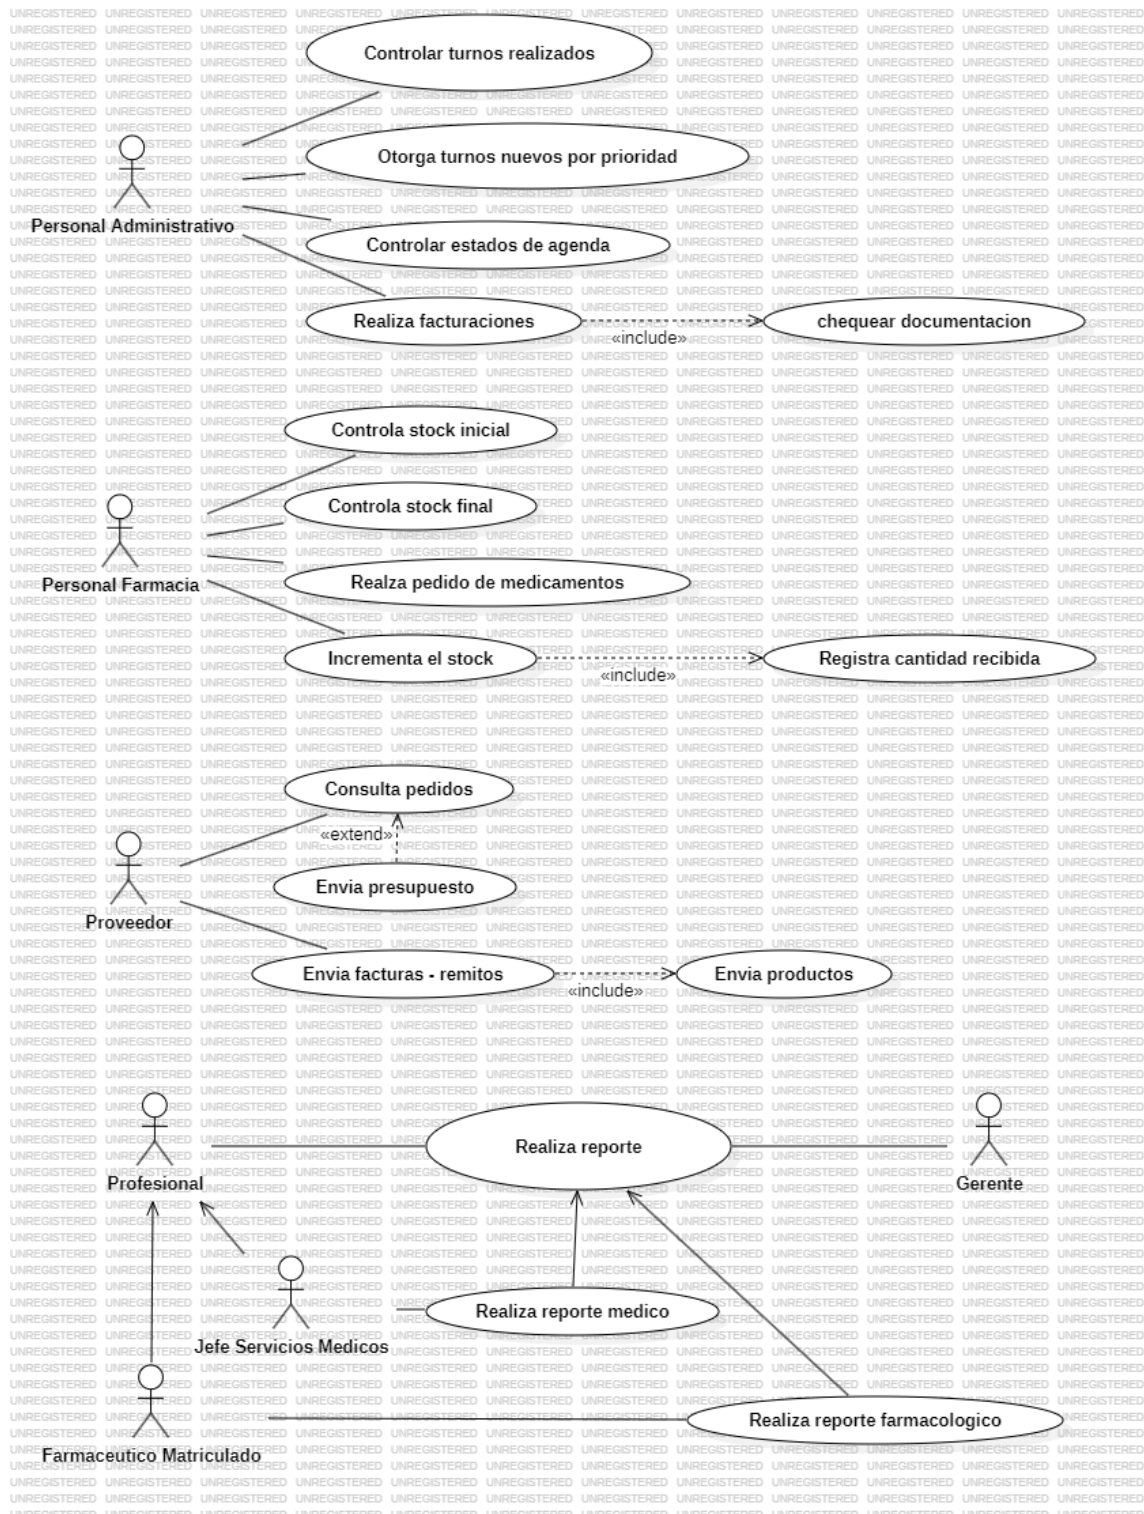 Controlar turnos realizados
Otorga turnos nuevos por prioridad
Personal Administrativo
Controlar estados de agenda
Realiza facturaciones
chequear documentacion
«include»
Controla stock inicial
Controla stock final
Personal Farmacia
Realza pedido de medicamentos
Incrementa el stock
Registra cantidad recibida
«include»
Consulta pedidos
«extend»
Envia presupuesto
Proveedor
Envia facturas - remitos
Envia productos
«include»
Realiza reporte
Profesional
Gerente
Realiza reporte medico
Jefe Servicios Medicos
Realiza reporte farmacologico
Farmaceutico Matriculado
UNREGISTERED